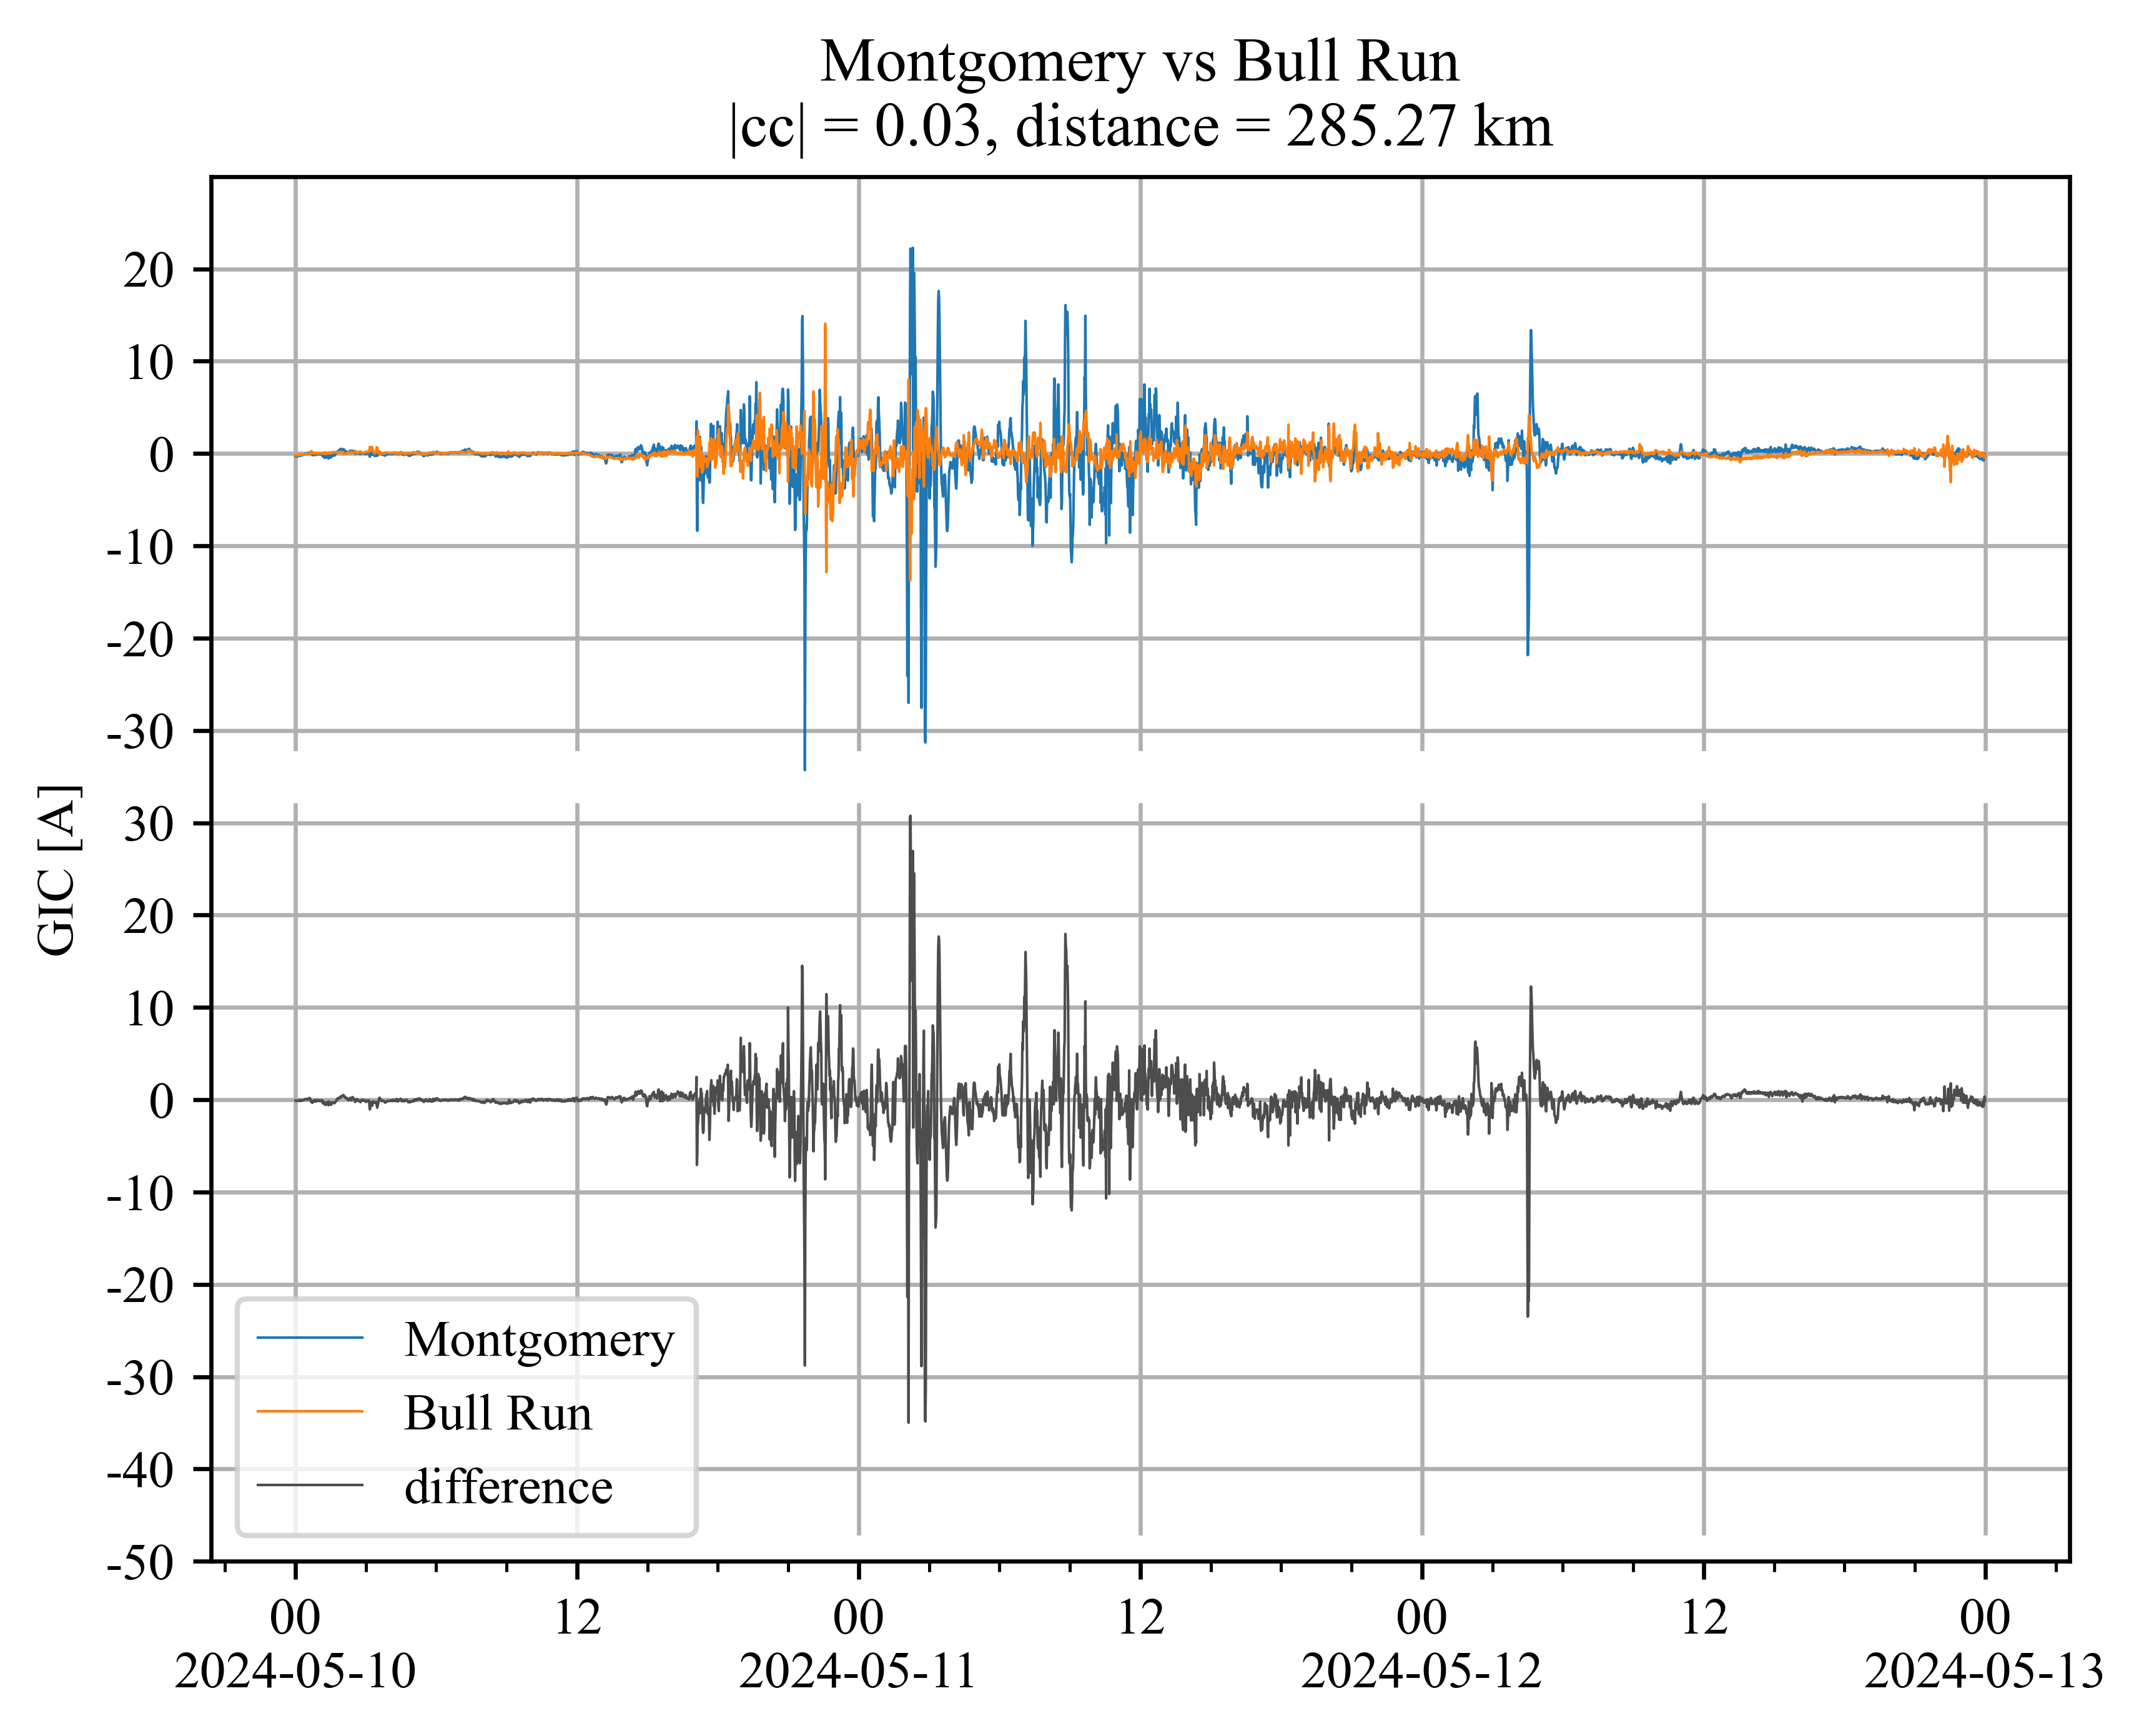 Montgomery vs Bull Run
|cc| = 0.03, distance = 285.27 km
20
10
0
-10
-20
-30
30
20
10
0
-10
-20
-30
-40
-50
GIC [A]
Montgomery
Bull Run
difference
00 12 00 12 00 12 00
2024-05-10 2024-05-11 2024-05-12 2024-05-13